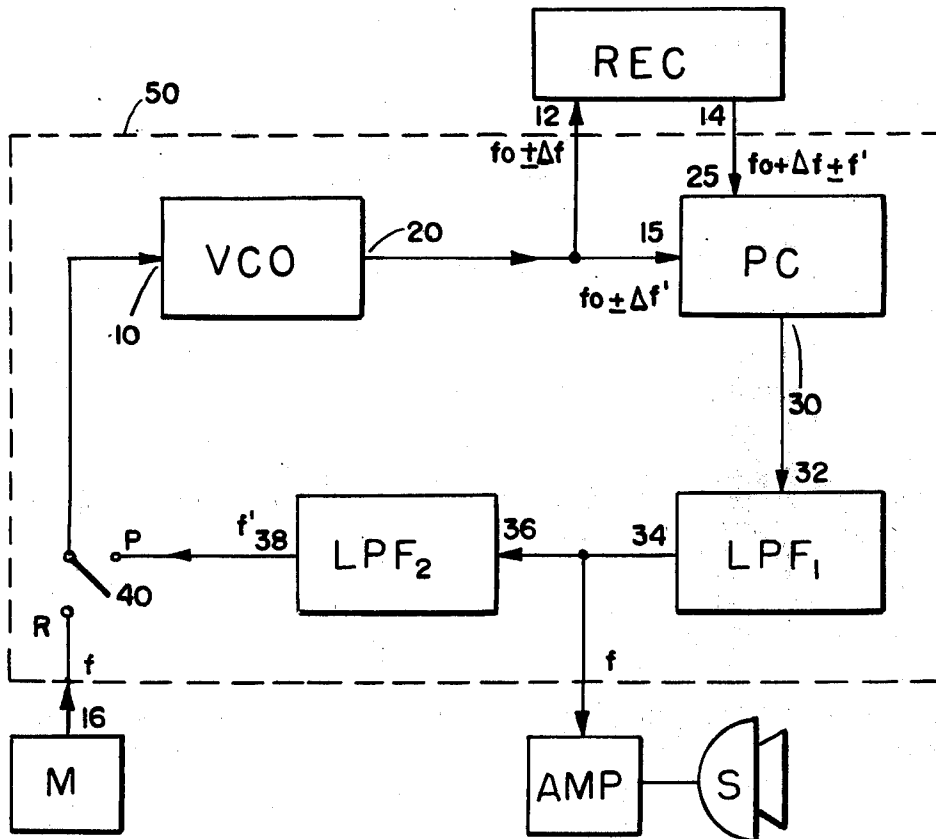 REC
50
12
14
fo±Δf
fo+Δf±f'
25
VCO
20
15
PC
fo±Δf'
10
30
32
P
f'
38
LPF₂
36
34
LPF₁
40
R
f
f
16
M
AMP
S